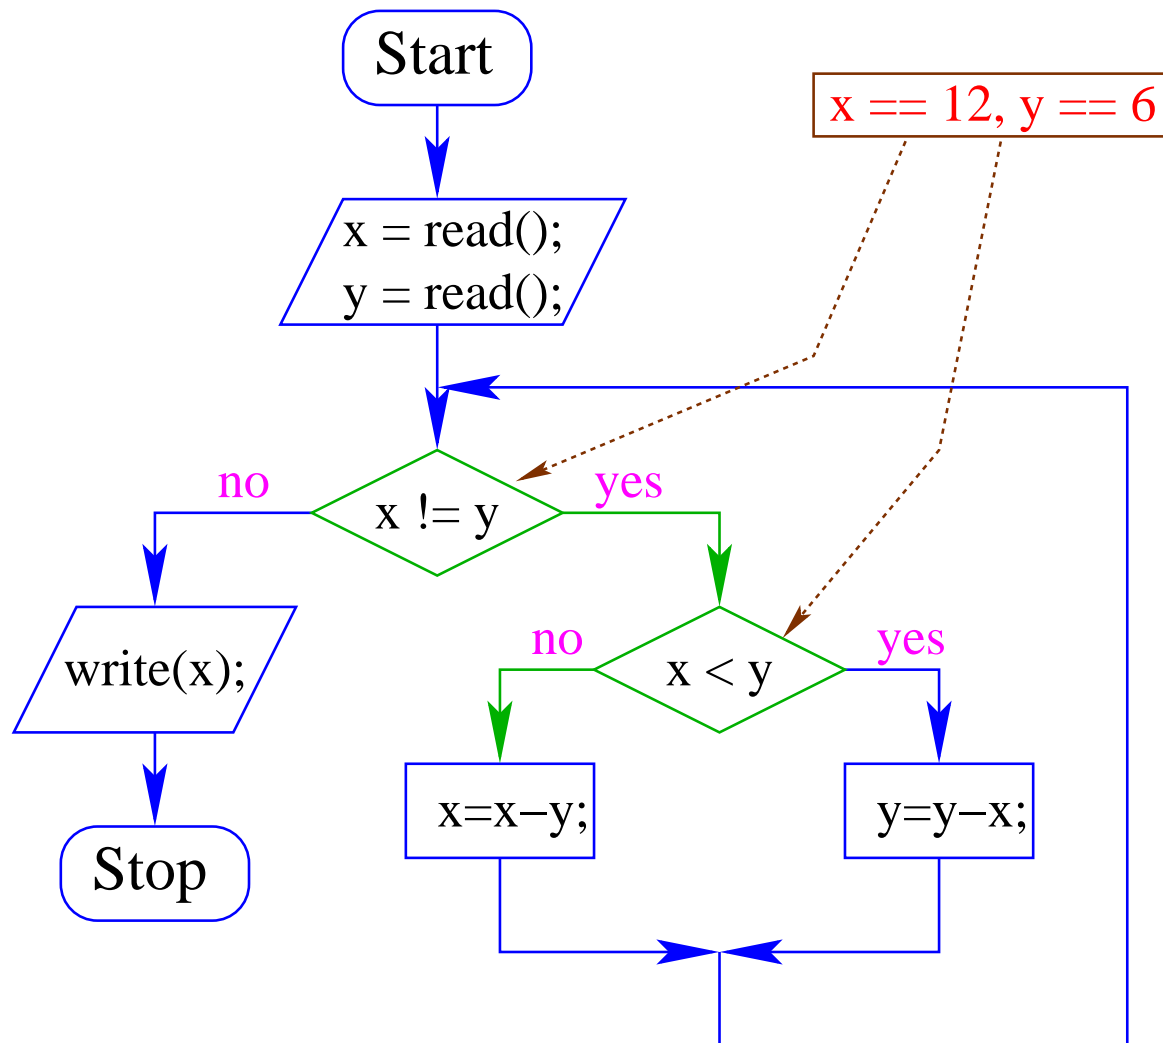 Start
x == 12, y == 6
x = read();
y = read();
no
yes
x != y
no
yes
write(x);
x < y
x=x−y;
y=y−x;
Stop